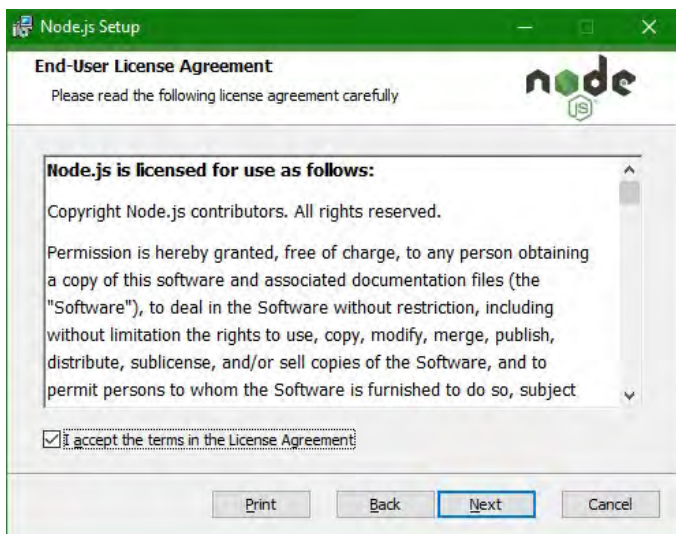 Node.js Setup
End-User License Agreement
Please read the following license agreement carefully
node
JS
Node.js is licensed for use as follows:
Copyright Node.js contributors. All rights reserved.
Permission is hereby granted, free of charge, to any person obtaining
a copy of this software and associated documentation files (the
"Software"), to deal in the Software without restriction, including
without limitation the rights to use, copy, modify, merge, publish,
distribute, sublicense, and/or sell copies of the Software, and to
permit persons to whom the Software is furnished to do so, subject
I accept the terms in the License Agreement
Print Back Next Cancel